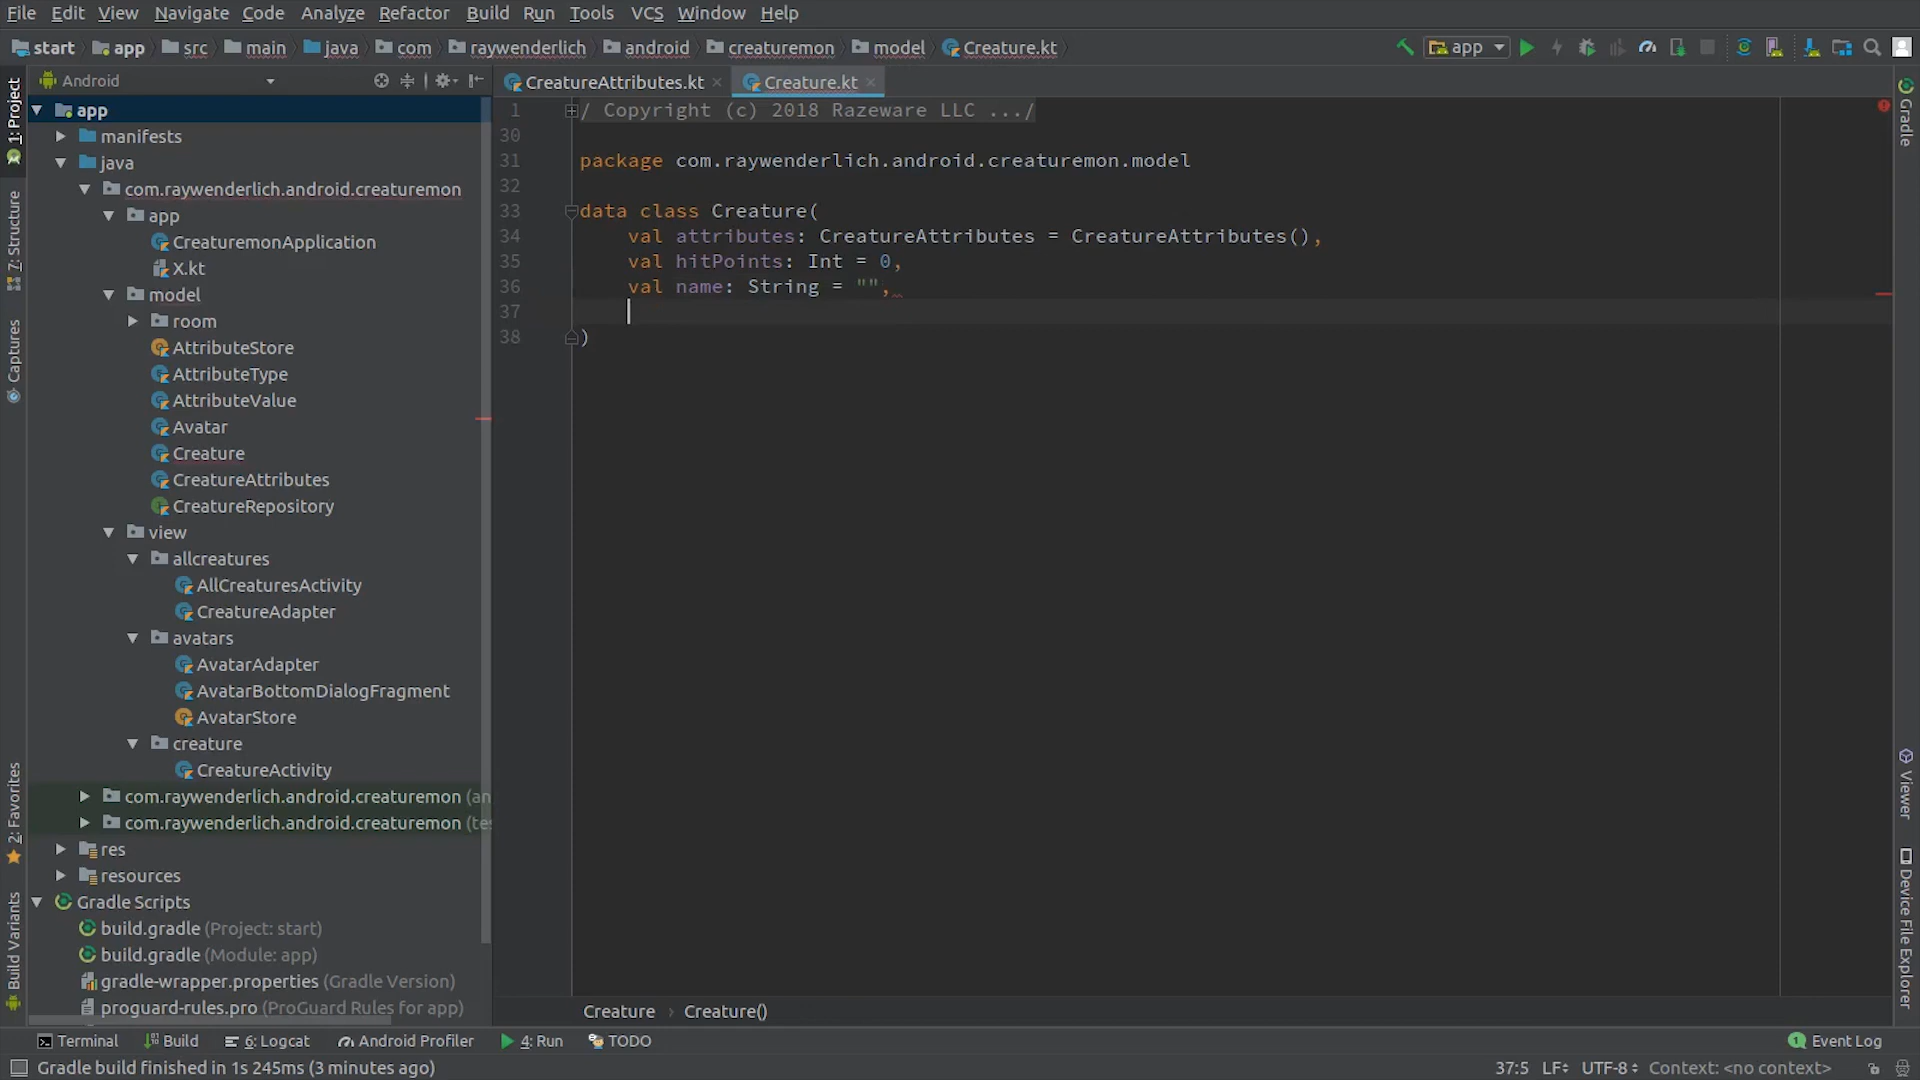 File Edit View Navigate Code Analyze Refactor Build Run Tools VCS Window Help
start app src main java com raywenderlich android creaturemon model Creature.kt app
1: Project
7: Structure
Captures
2: Favorites
Build Variants
Android
app
manifests
java
com.raywenderlich.android.creaturemon
app
CreaturemonApplication
X.kt
model
room
AttributeStore
AttributeType
AttributeValue
Avatar
Creature
CreatureAttributes
CreatureRepository
view
allcreatures
AllCreaturesActivity
CreatureAdapter
avatars
AvatarAdapter
AvatarBottomDialogFragment
AvatarStore
creature
CreatureActivity
com.raywenderlich.android.creaturemon (an
com.raywenderlich.android.creaturemon (tes
res
resources
Gradle Scripts
build.gradle (Project: start)
build.gradle (Module: app)
gradle-wrapper.properties (Gradle Version)
proguard-rules.pro (ProGuard Rules for app)
CreatureAttributes.kt Creature.kt
1 / Copyright (c) 2018 Razeware LLC .../
30
31 package com.raywenderlich.android.creaturemon.model
32
33 data class Creature(
34 val attributes: CreatureAttributes = CreatureAttributes(),
35 val hitPoints: Int = 0,
36 val name: String = "",
37
38 )
Creature › Creature()
Gradle
Viewer
Device File Explorer
Terminal Build 6: Logcat Android Profiler 4: Run TODO 1 Event Log
Gradle build finished in 1s 245ms (3 minutes ago) 37:5 LF UTF-8 Context: <no context>